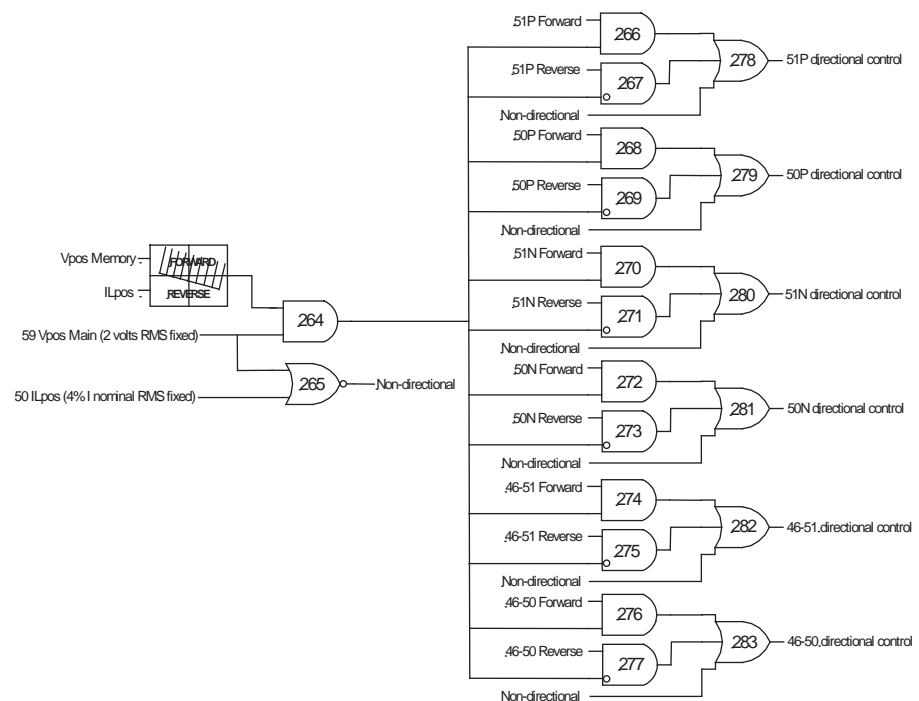 51P Forward
266
51P Reverse
267
278
51P directional control
Non-directional
50P Forward
268
50P Reverse
269
279
50P directional control
Non-directional
Vpos Memory
FORWARD
ILpos
REVERSE
264
59 Vpos Main (2 volts RMS fixed)
265
Non-directional
50 ILpos (4% I nominal RMS fixed)
51N Forward
270
51N Reverse
271
280
51N directional control
Non-directional
50N Forward
272
50N Reverse
273
281
50N directional control
Non-directional
46-51 Forward
274
46-51 Reverse
275
282
46-51 directional control
Non-directional
46-50 Forward
276
46-50 Reverse
277
283
46-50 directional control
Non-directional